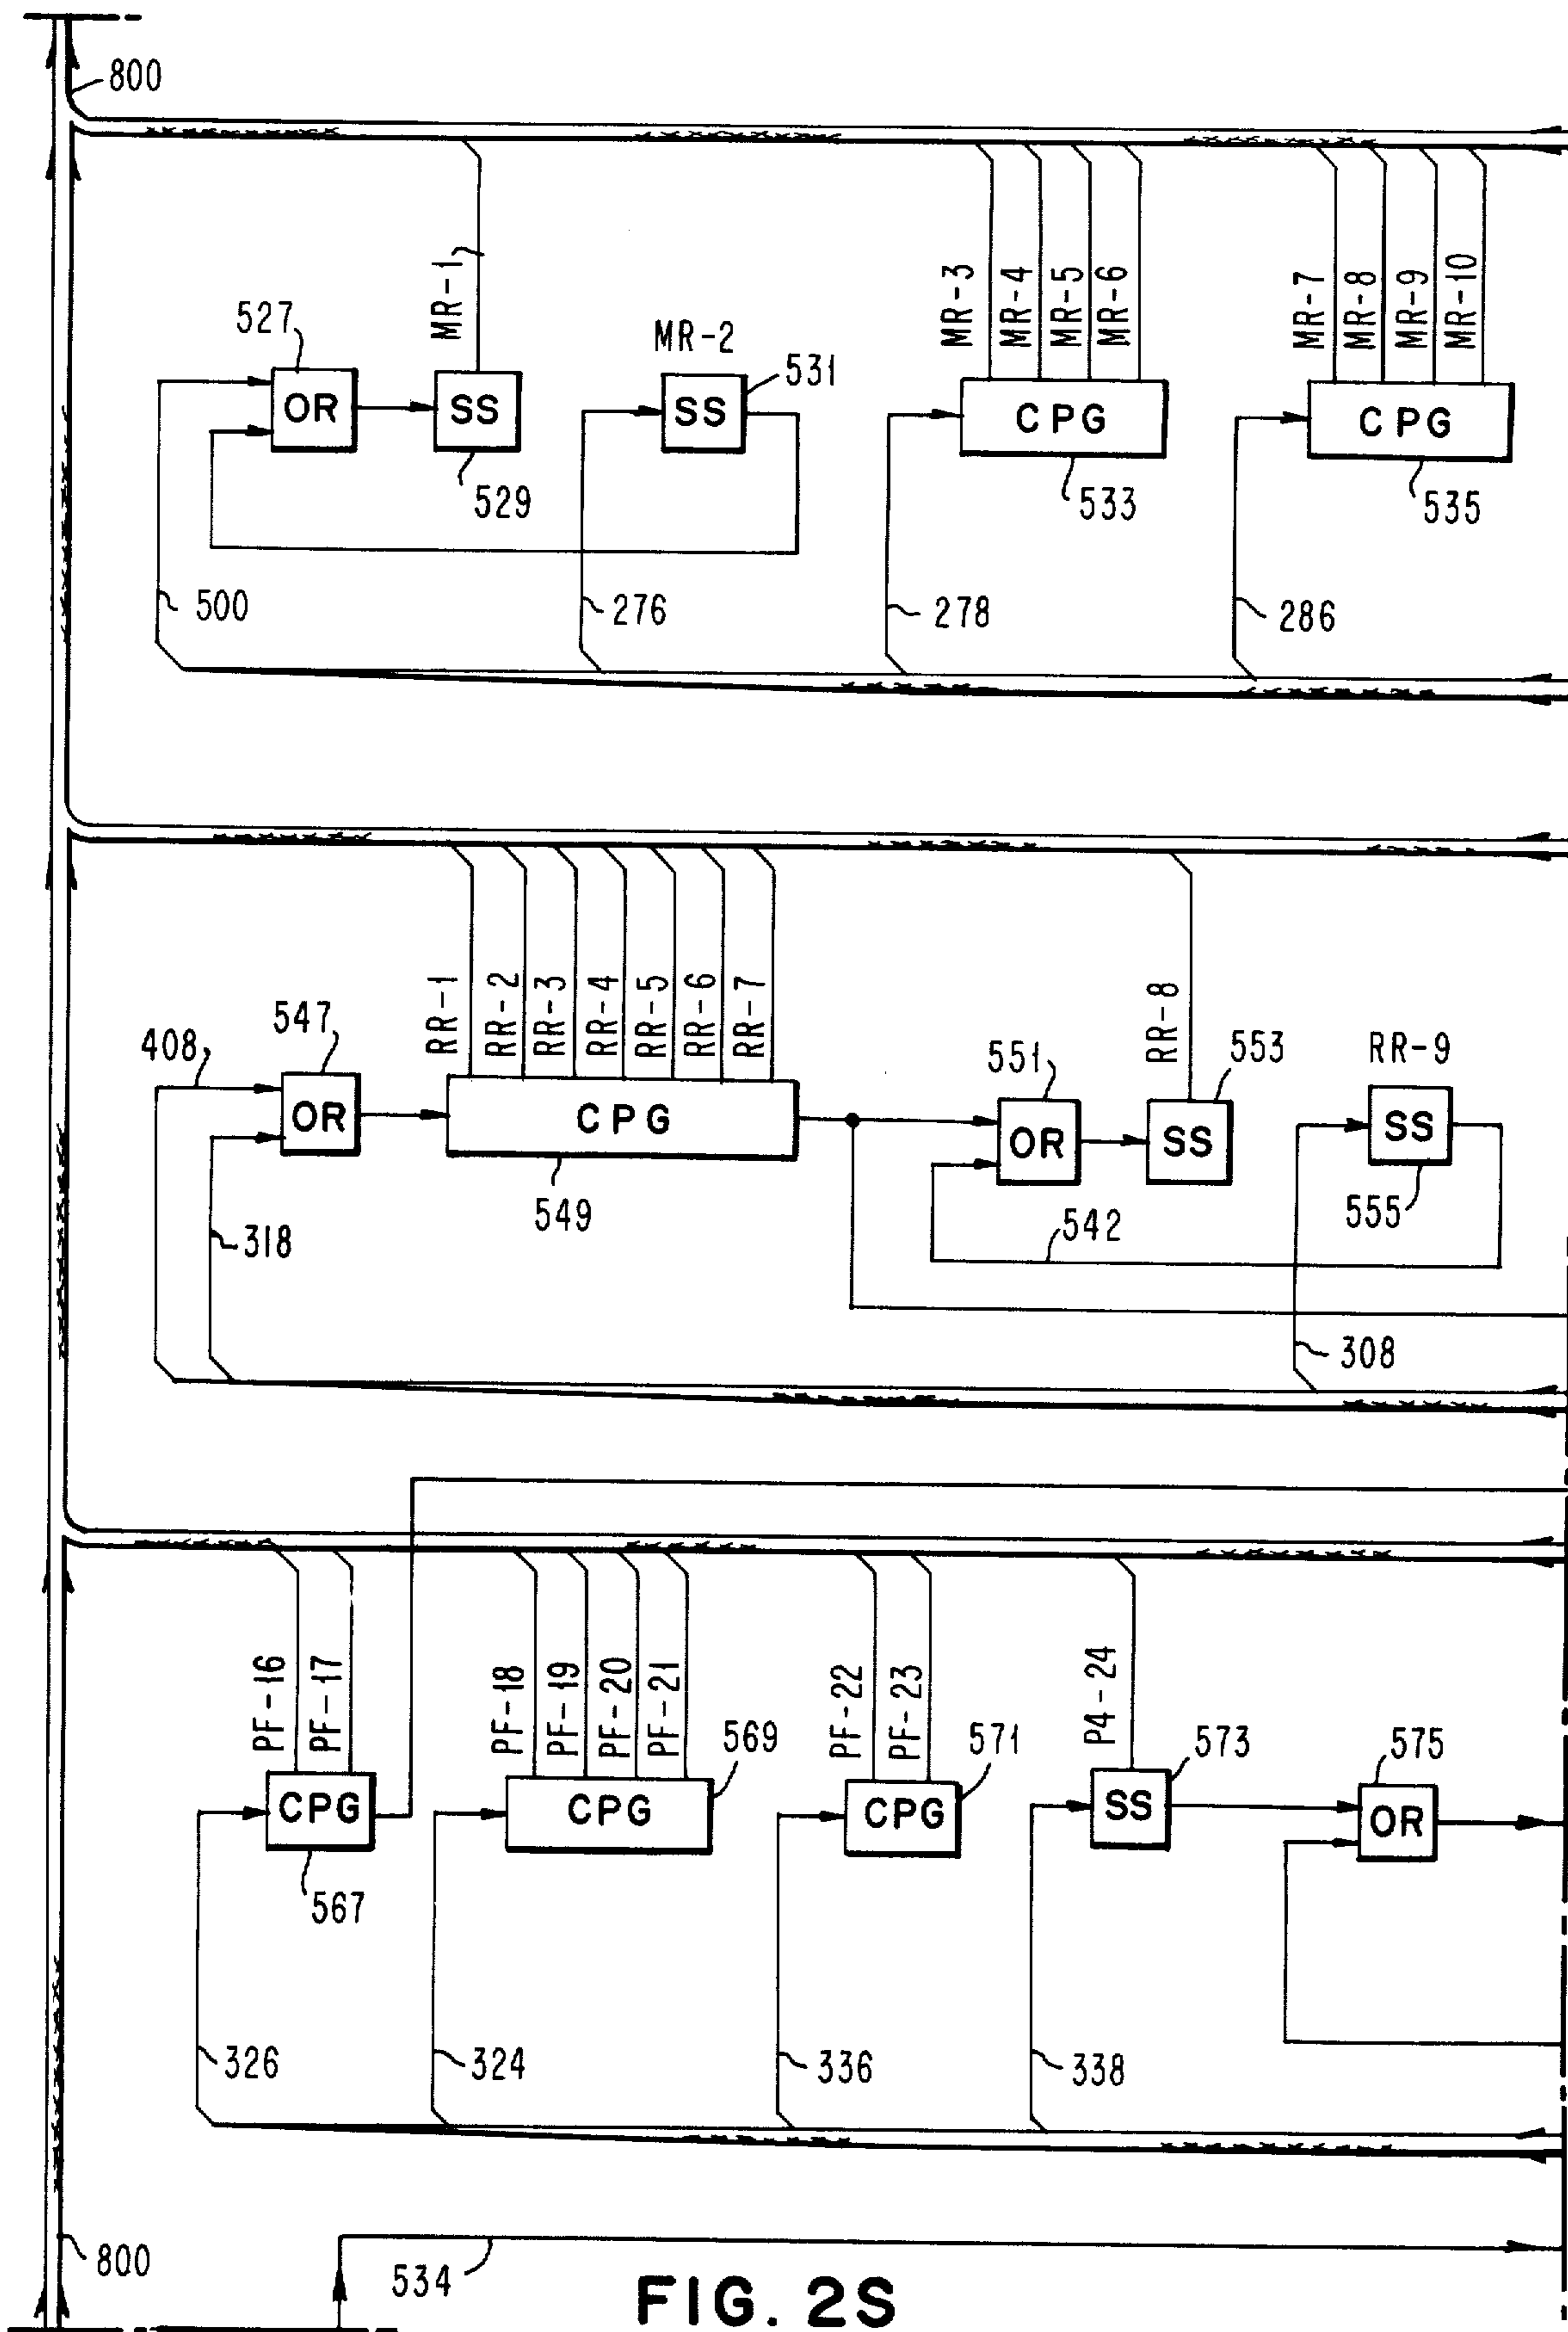 800
MR-1
MR-3
MR-4
MR-5
MR-6
MR-7
MR-8
MR-9
MR-10
527
MR-2
531
OR
SS
SS
CPG
CPG
529
533
535
500
276
278
286
RR-1
RR-2
RR-3
RR-4
RR-5
RR-6
RR-7
RR-8
408
547
551
553
RR-9
OR
CPG
OR
SS
SS
549
555
318
542
308
PF-16
PF-17
PF-18
PF-19
PF-20
PF-21
PF-22
PF-23
P4-24
569
571
573
575
CPG
CPG
CPG
SS
OR
567
326
324
336
338
800
534
FIG. 2S